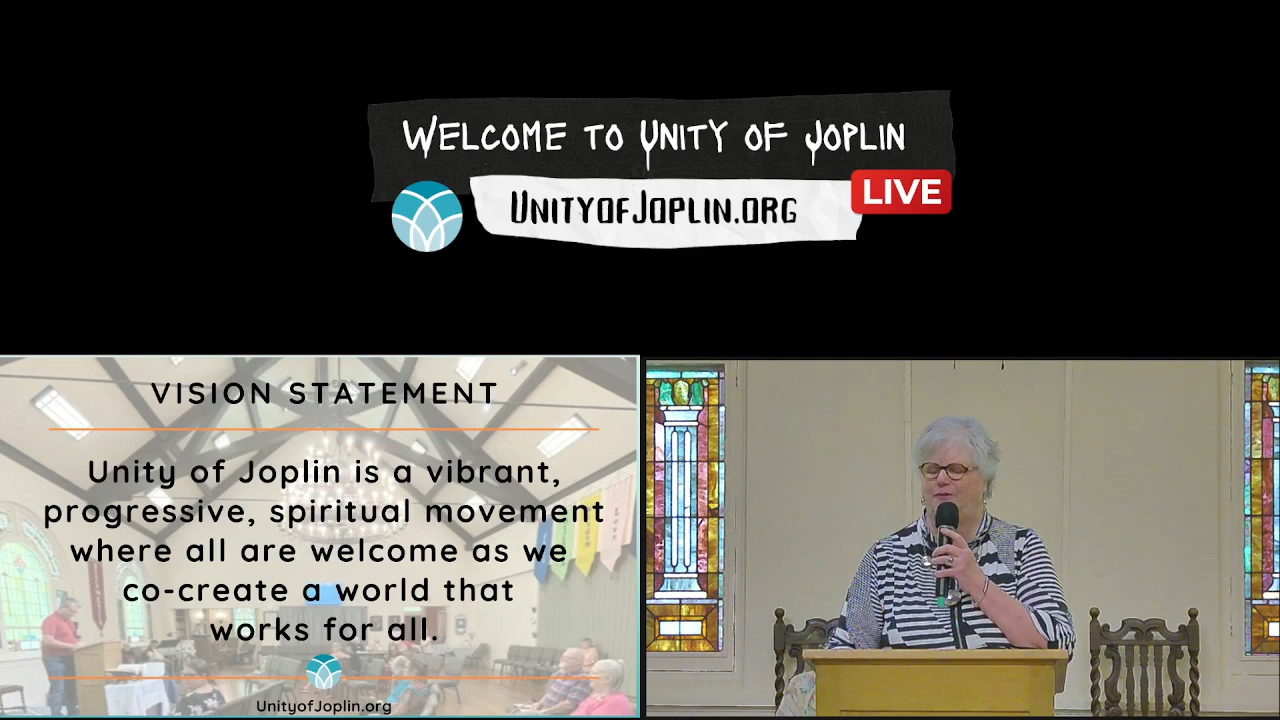 Welcome to Unity of Joplin
UnityofJoplin.org
LIVE
VISION STATEMENT
Unity of Joplin is a vibrant,
progressive, spiritual movement
where all are welcome as we
co-create a world that
works for all.
UnityofJoplin.org